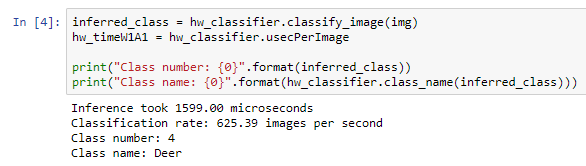 In [4]: inferred_class = hw_classifier.classify_image(img)
hw_timeW1A1 = hw_classifier.usecPerImage
print("Class number: {0}".format(inferred_class))
print("Class name: {0}".format(hw_classifier.class_name(inferred_class)))
Inference took 1599.00 microseconds
Classification rate: 625.39 images per second
Class number: 4
Class name: Deer